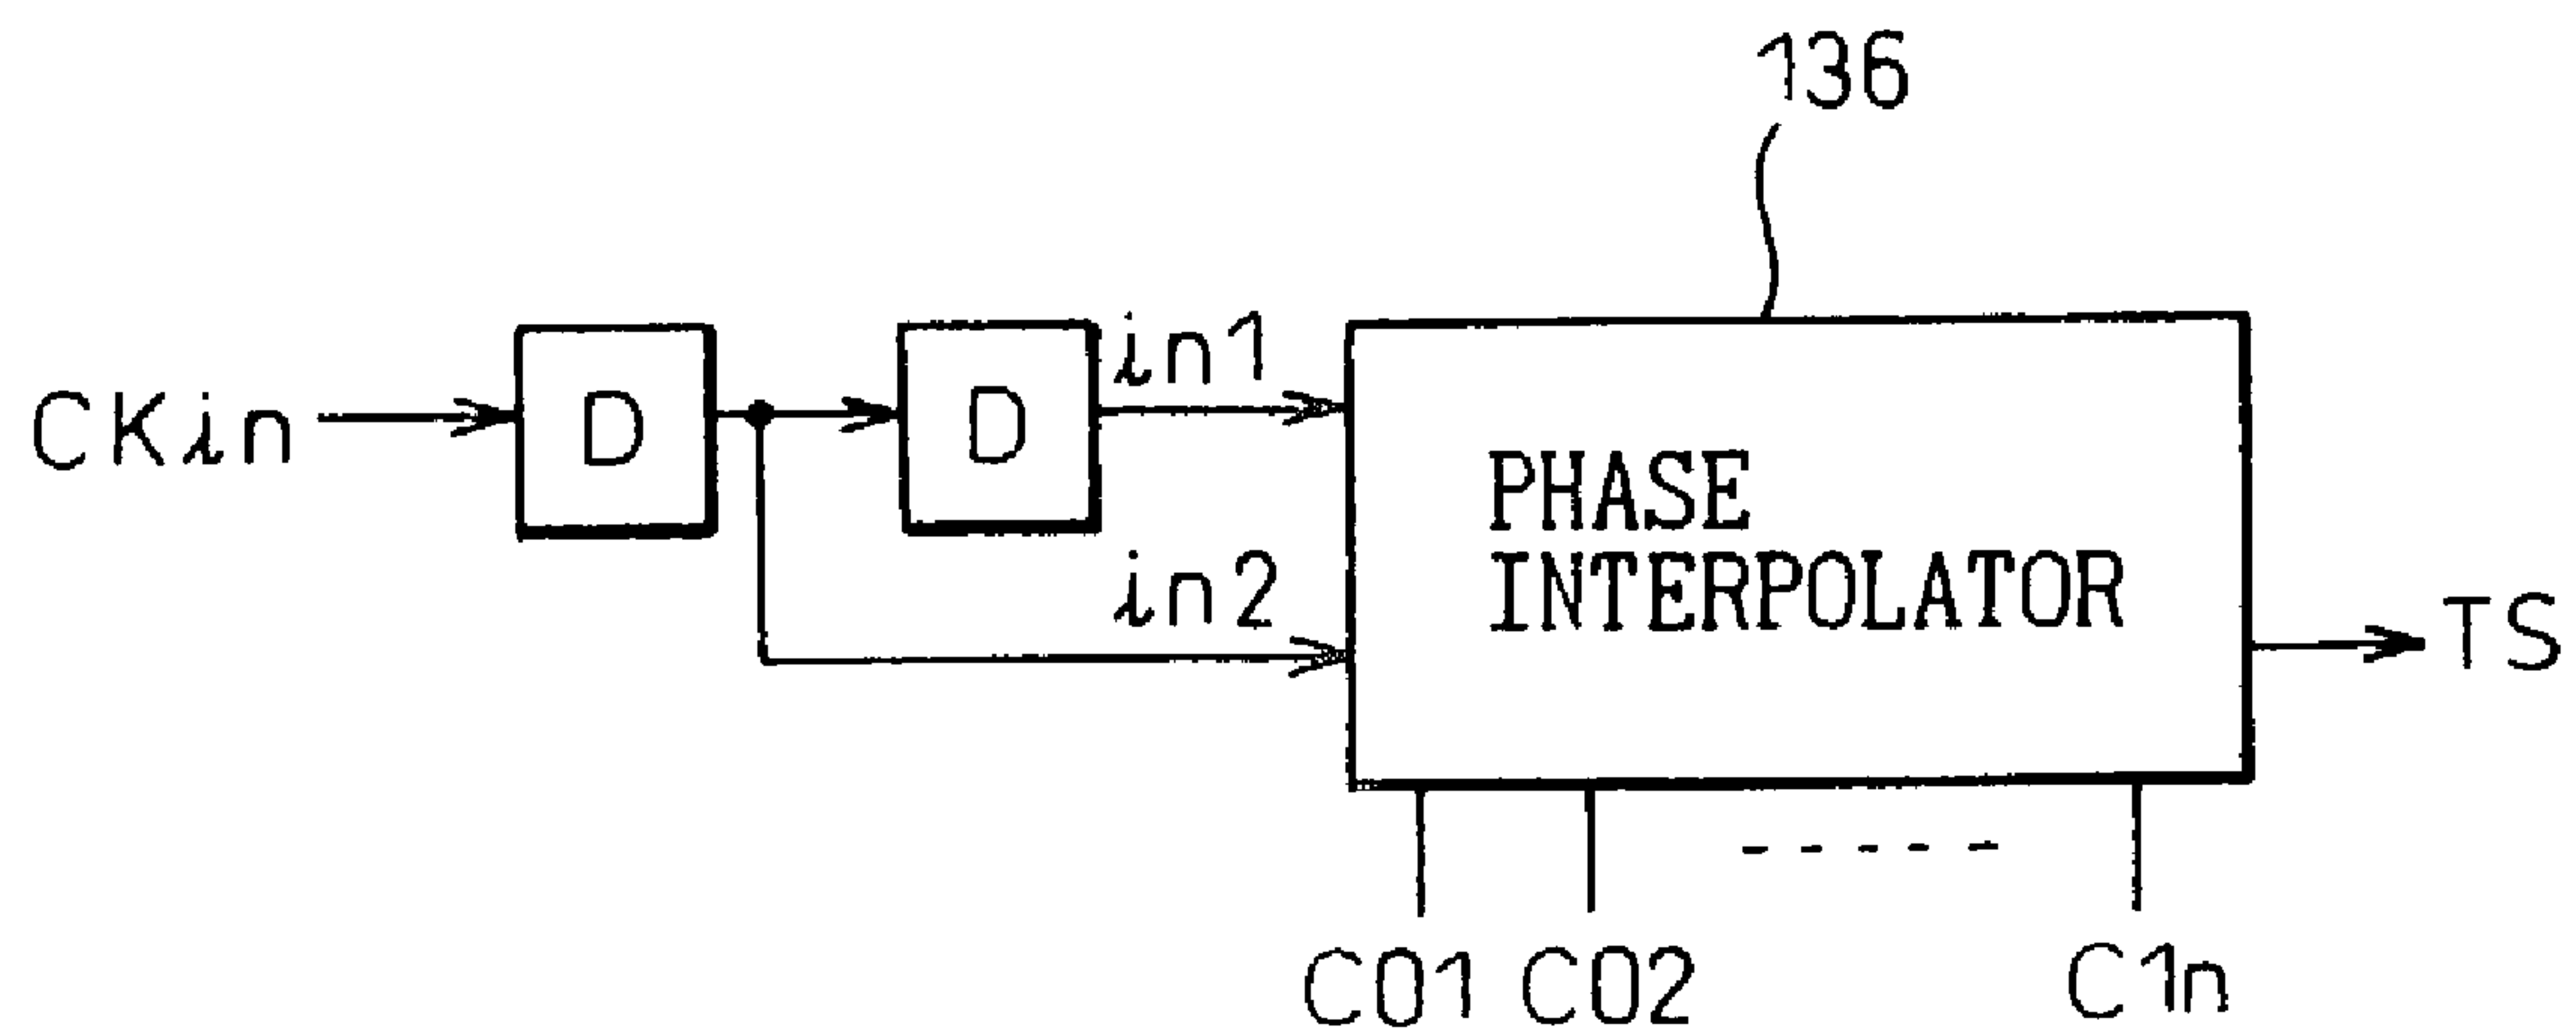 136
CKin
D
D
in1
in2
PHASE
INTERPOLATOR
TS
C01
C02
C1n